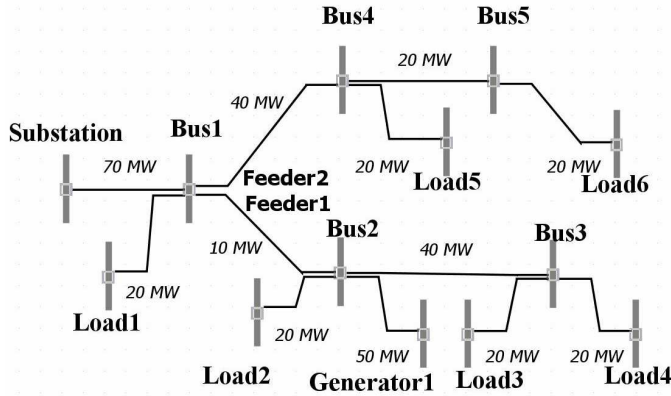 Bus4
Bus5
20 MW
40 MW
Substation
Bus1
70 MW
20 MW
Load5
20 MW
Load6
Feeder2
Feeder1
Bus2
Bus3
10 MW
40 MW
20 MW
Load1
20 MW
Load2
50 MW
Generator1
20 MW
Load3
20 MW
Load4